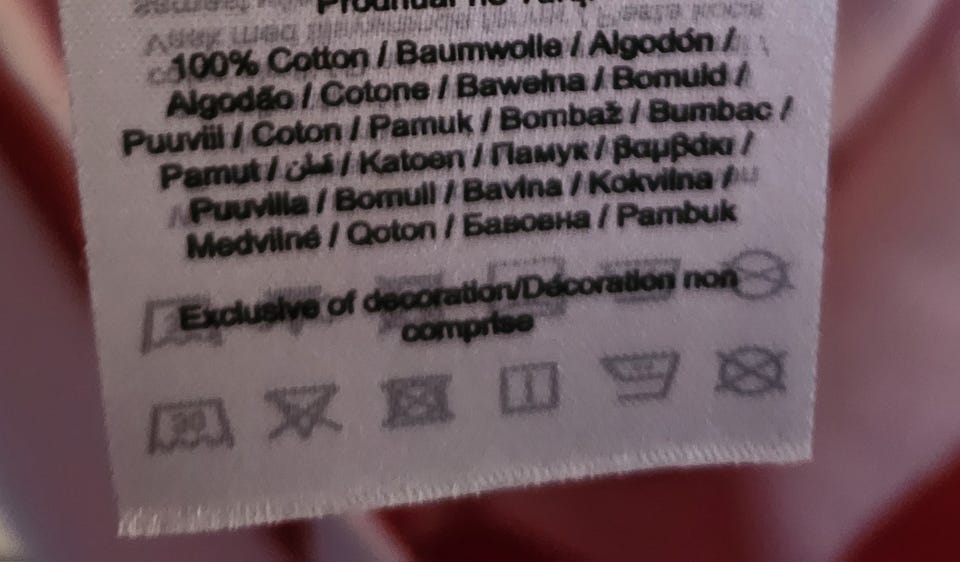 100% Cotton / Baumwolle / Algodón /
Algodão / Cotone / Bawełna / Bomuld /
Puuvill / Coton / Pamuk / Bombaž / Bumbac /
Pamut / قطن / Katoen / Памук / βαμβάκι /
Puuvilla / Bomull / Bavlna / Kokvilna /
Medvilnė / Qoton / Бавовна / Pambuk
Exclusive of decoration/Décoration non
comprise
30